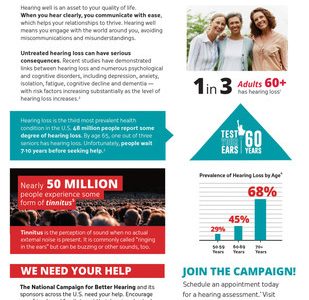 Hearing well is an asset to your quality of life.
When you hear clearly, you communicate with ease,
which helps your relationships to thrive. Hearing well
means you engage with the world around you, avoiding
miscommunications and misunderstandings.
Untreated hearing loss can have serious
consequences. Recent studies have demonstrated
links between hearing loss and numerous psychological
and cognitive disorders, including depression, anxiety,
isolation, fatigue, cognitive decline and dementia —
with risk factors increasing substantially as the level of
hearing loss increases.²
1 in 3 Adults 60+
has hearing loss¹
Hearing loss is the third most prevalent health
condition in the U.S. 48 million people report some
degree of hearing loss. By age 65, one out of three
seniors has hearing loss. Unfortunately, people wait
7-10 years before seeking help.³
TEST
YOUR
EARS
60
YEARS
Nearly 50 MILLION
people experience some
form of tinnitus⁴
Tinnitus is the perception of sound when no actual
external noise is present. It is commonly called “ringing
in the ears” but can be buzzing or other sounds, too.
Prevalence of Hearing Loss by Age⁵
29%
45%
68%
50-59
Years
60-69
Years
70+
Years
WE NEED YOUR HELP
The National Campaign for Better Hearing and its
sponsors across the U.S. need your help. Encourage
JOIN THE CAMPAIGN!
Schedule an appointment today
for a hearing assessment.* Visit